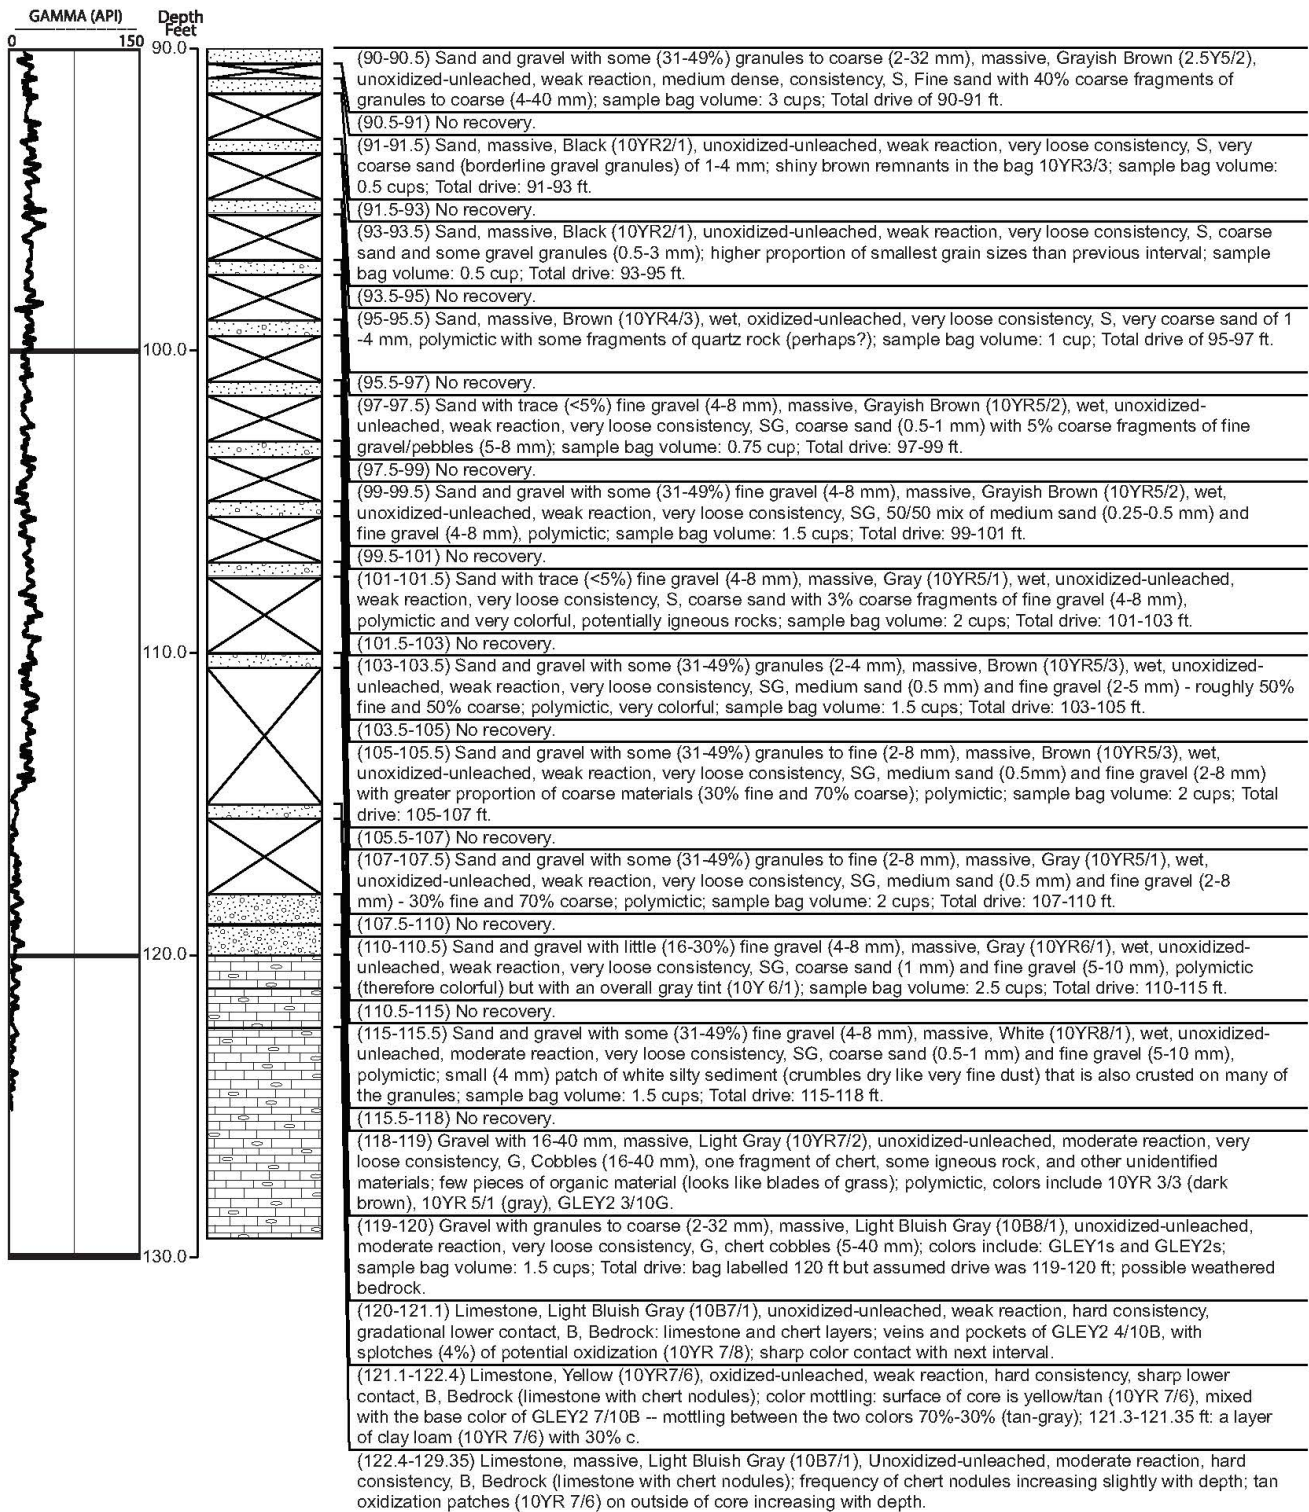 GAMMA (API)
0 150
Depth
Feet
90.0
100.0
110.0
120.0
130.0
(90-90.5) Sand and gravel with some (31-49%) granules to coarse (2-32 mm), massive, Grayish Brown (2.5Y5/2),
unoxidized-unleached, weak reaction, medium dense, consistency, S, Fine sand with 40% coarse fragments of
granules to coarse (4-40 mm); sample bag volume: 3 cups; Total drive of 90-91 ft.
(90.5-91) No recovery.
(91-91.5) Sand, massive, Black (10YR2/1), unoxidized-unleached, weak reaction, very loose consistency, S, very
coarse sand (borderline gravel granules) of 1-4 mm; shiny brown remnants in the bag 10YR3/3; sample bag volume:
0.5 cups; Total drive: 91-93 ft.
(91.5-93) No recovery.
(93-93.5) Sand, massive, Black (10YR2/1), unoxidized-unleached, weak reaction, very loose consistency, S, coarse
sand and some gravel granules (0.5-3 mm); higher proportion of smallest grain sizes than previous interval; sample
bag volume: 0.5 cup; Total drive: 93-95 ft.
(93.5-95) No recovery.
(95-95.5) Sand, massive, Brown (10YR4/3), wet, oxidized-unleached, very loose consistency, S, very coarse sand of 1
-4 mm, polymictic with some fragments of quartz rock (perhaps?); sample bag volume: 1 cup; Total drive of 95-97 ft.
(95.5-97) No recovery.
(97-97.5) Sand with trace (<5%) fine gravel (4-8 mm), massive, Grayish Brown (10YR5/2), wet, unoxidized-
unleached, weak reaction, very loose consistency, SG, coarse sand (0.5-1 mm) with 5% coarse fragments of fine
gravel/pebbles (5-8 mm); sample bag volume: 0.75 cup; Total drive: 97-99 ft.
(97.5-99) No recovery.
(99-99.5) Sand and gravel with some (31-49%) fine gravel (4-8 mm), massive, Grayish Brown (10YR5/2), wet,
unoxidized-unleached, weak reaction, very loose consistency, SG, 50/50 mix of medium sand (0.25-0.5 mm) and
fine gravel (4-8 mm), polymictic; sample bag volume: 1.5 cups; Total drive: 99-101 ft.
(99.5-101) No recovery.
(101-101.5) Sand with trace (<5%) fine gravel (4-8 mm), massive, Gray (10YR5/1), wet, unoxidized-unleached,
weak reaction, very loose consistency, S, coarse sand with 3% coarse fragments of fine gravel (4-8 mm),
polymictic and very colorful, potentially igneous rocks; sample bag volume: 2 cups; Total drive: 101-103 ft.
(101.5-103) No recovery.
(103-103.5) Sand and gravel with some (31-49%) granules (2-4 mm), massive, Brown (10YR5/3), wet, unoxidized-
unleached, weak reaction, very loose consistency, SG, medium sand (0.5 mm) and fine gravel (2-5 mm) - roughly 50%
fine and 50% coarse; polymictic, very colorful; sample bag volume: 1.5 cups; Total drive: 103-105 ft.
(103.5-105) No recovery.
(105-105.5) Sand and gravel with some (31-49%) granules to fine (2-8 mm), massive, Brown (10YR5/3), wet,
unoxidized-unleached, weak reaction, very loose consistency, SG, medium sand (0.5mm) and fine gravel (2-8 mm)
with greater proportion of coarse materials (30% fine and 70% coarse); polymictic; sample bag volume: 2 cups; Total
drive: 105-107 ft.
(105.5-107) No recovery.
(107-107.5) Sand and gravel with some (31-49%) granules to fine (2-8 mm), massive, Gray (10YR5/1), wet,
unoxidized-unleached, weak reaction, very loose consistency, SG, medium sand (0.5 mm) and fine gravel (2-8
mm) - 30% fine and 70% coarse; polymictic; sample bag volume: 2 cups; Total drive: 107-110 ft.
(107.5-110) No recovery.
(110-110.5) Sand and gravel with little (16-30%) fine gravel (4-8 mm), massive, Gray (10YR6/1), wet, unoxidized-
unleached, weak reaction, very loose consistency, SG, coarse sand (1 mm) and fine gravel (5-10 mm), polymictic
(therefore colorful) but with an overall gray tint (10Y 6/1); sample bag volume: 2.5 cups; Total drive: 110-115 ft.
(110.5-115) No recovery.
(115-115.5) Sand and gravel with some (31-49%) fine gravel (4-8 mm), massive, White (10YR8/1), wet, unoxidized-
unleached, moderate reaction, very loose consistency, SG, coarse sand (0.5-1 mm) and fine gravel (5-10 mm),
polymictic; small (4 mm) patch of white silty sediment (crumbles dry like very fine dust) that is also crusted on many of
the granules; sample bag volume: 1.5 cups; Total drive: 115-118 ft.
(115.5-118) No recovery.
(118-119) Gravel with 16-40 mm, massive, Light Gray (10YR7/2), unoxidized-unleached, moderate reaction, very
loose consistency, G, Cobbles (16-40 mm), one fragment of chert, some igneous rock, and other unidentified
materials; few pieces of organic material (looks like blades of grass); polymictic, colors include 10YR 3/3 (dark
brown), 10YR 5/1 (gray), GLEY2 3/10G.
(119-120) Gravel with granules to coarse (2-32 mm), massive, Light Bluish Gray (10B8/1), unoxidized-unleached,
moderate reaction, very loose consistency, G, chert cobbles (5-40 mm); colors include: GLEY1s and GLEY2s;
sample bag volume: 1.5 cups; Total drive: bag labelled 120 ft but assumed drive was 119-120 ft; possible weathered
bedrock.
(120-121.1) Limestone, Light Bluish Gray (10B7/1), unoxidized-unleached, weak reaction, hard consistency,
gradational lower contact, B, Bedrock: limestone and chert layers; veins and pockets of GLEY2 4/10B, with
splotches (4%) of potential oxidization (10YR 7/8); sharp color contact with next interval.
(121.1-122.4) Limestone, Yellow (10YR7/6), oxidized-unleached, weak reaction, hard consistency, sharp lower
contact, B, Bedrock (limestone with chert nodules); color mottling: surface of core is yellow/tan (10YR 7/6), mixed
with the base color of GLEY2 7/10B -- mottling between the two colors 70%-30% (tan-gray); 121.3-121.35 ft: a layer
of clay loam (10YR 7/6) with 30% c.
(122.4-129.35) Limestone, massive, Light Bluish Gray (10B7/1), Unoxidized-unleached, moderate reaction, hard
consistency, B, Bedrock (limestone with chert nodules); frequency of chert nodules increasing slightly with depth; tan
oxidization patches (10YR 7/6) on outside of core increasing with depth.